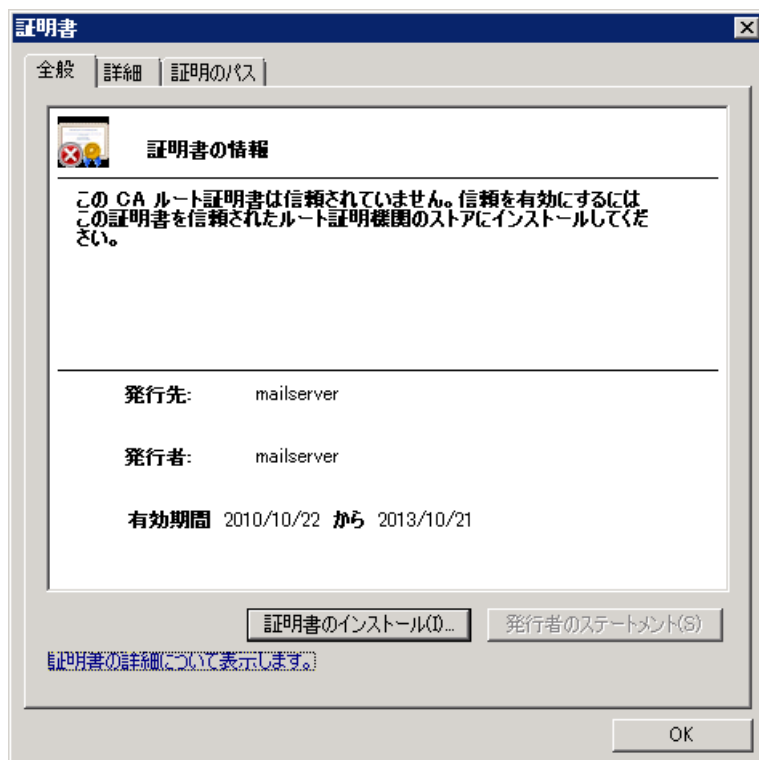 証明書
全般
詳細
証明のパス
証明書の情報
この CA ルート証明書は信頼されていません。信頼を有効にするには
この証明書を信頼されたルート証明機関のストアにインストールしてくだ
さい。
発行先: mailserver
発行者: mailserver
有効期間 2010/10/22 から 2013/10/21
証明書のインストール(I)...
発行者のステートメント(S)
証明書の詳細について表示します。
OK